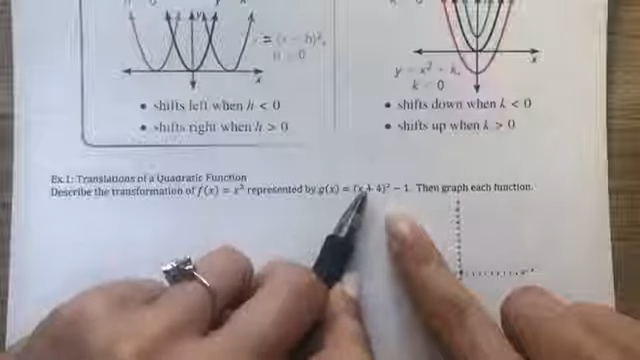 y
= (x − h)²,
h = 0
x
y = x² + k,
k = 0
x
• shifts left when h < 0
• shifts down when k < 0
• shifts right when h > 0
• shifts up when k > 0
Ex.1: Translations of a Quadratic Function
Describe the transformation of f(x) = x² represented by g(x) = (x + 4)² − 1. Then graph each function.